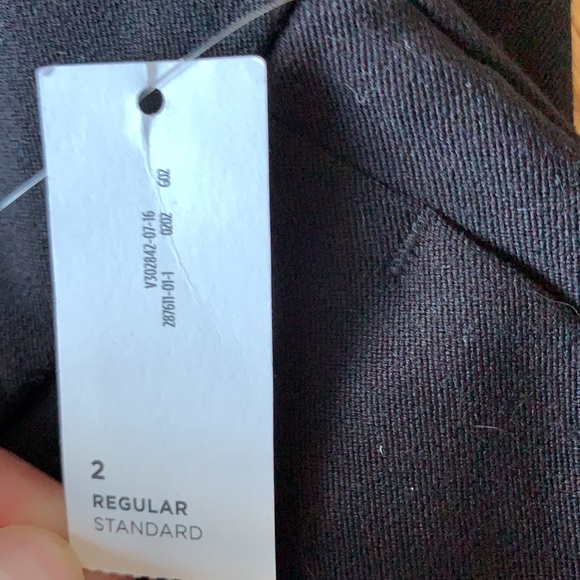 V302842-07-16
287611-01-1 0202 G02
2
REGULAR
STANDARD